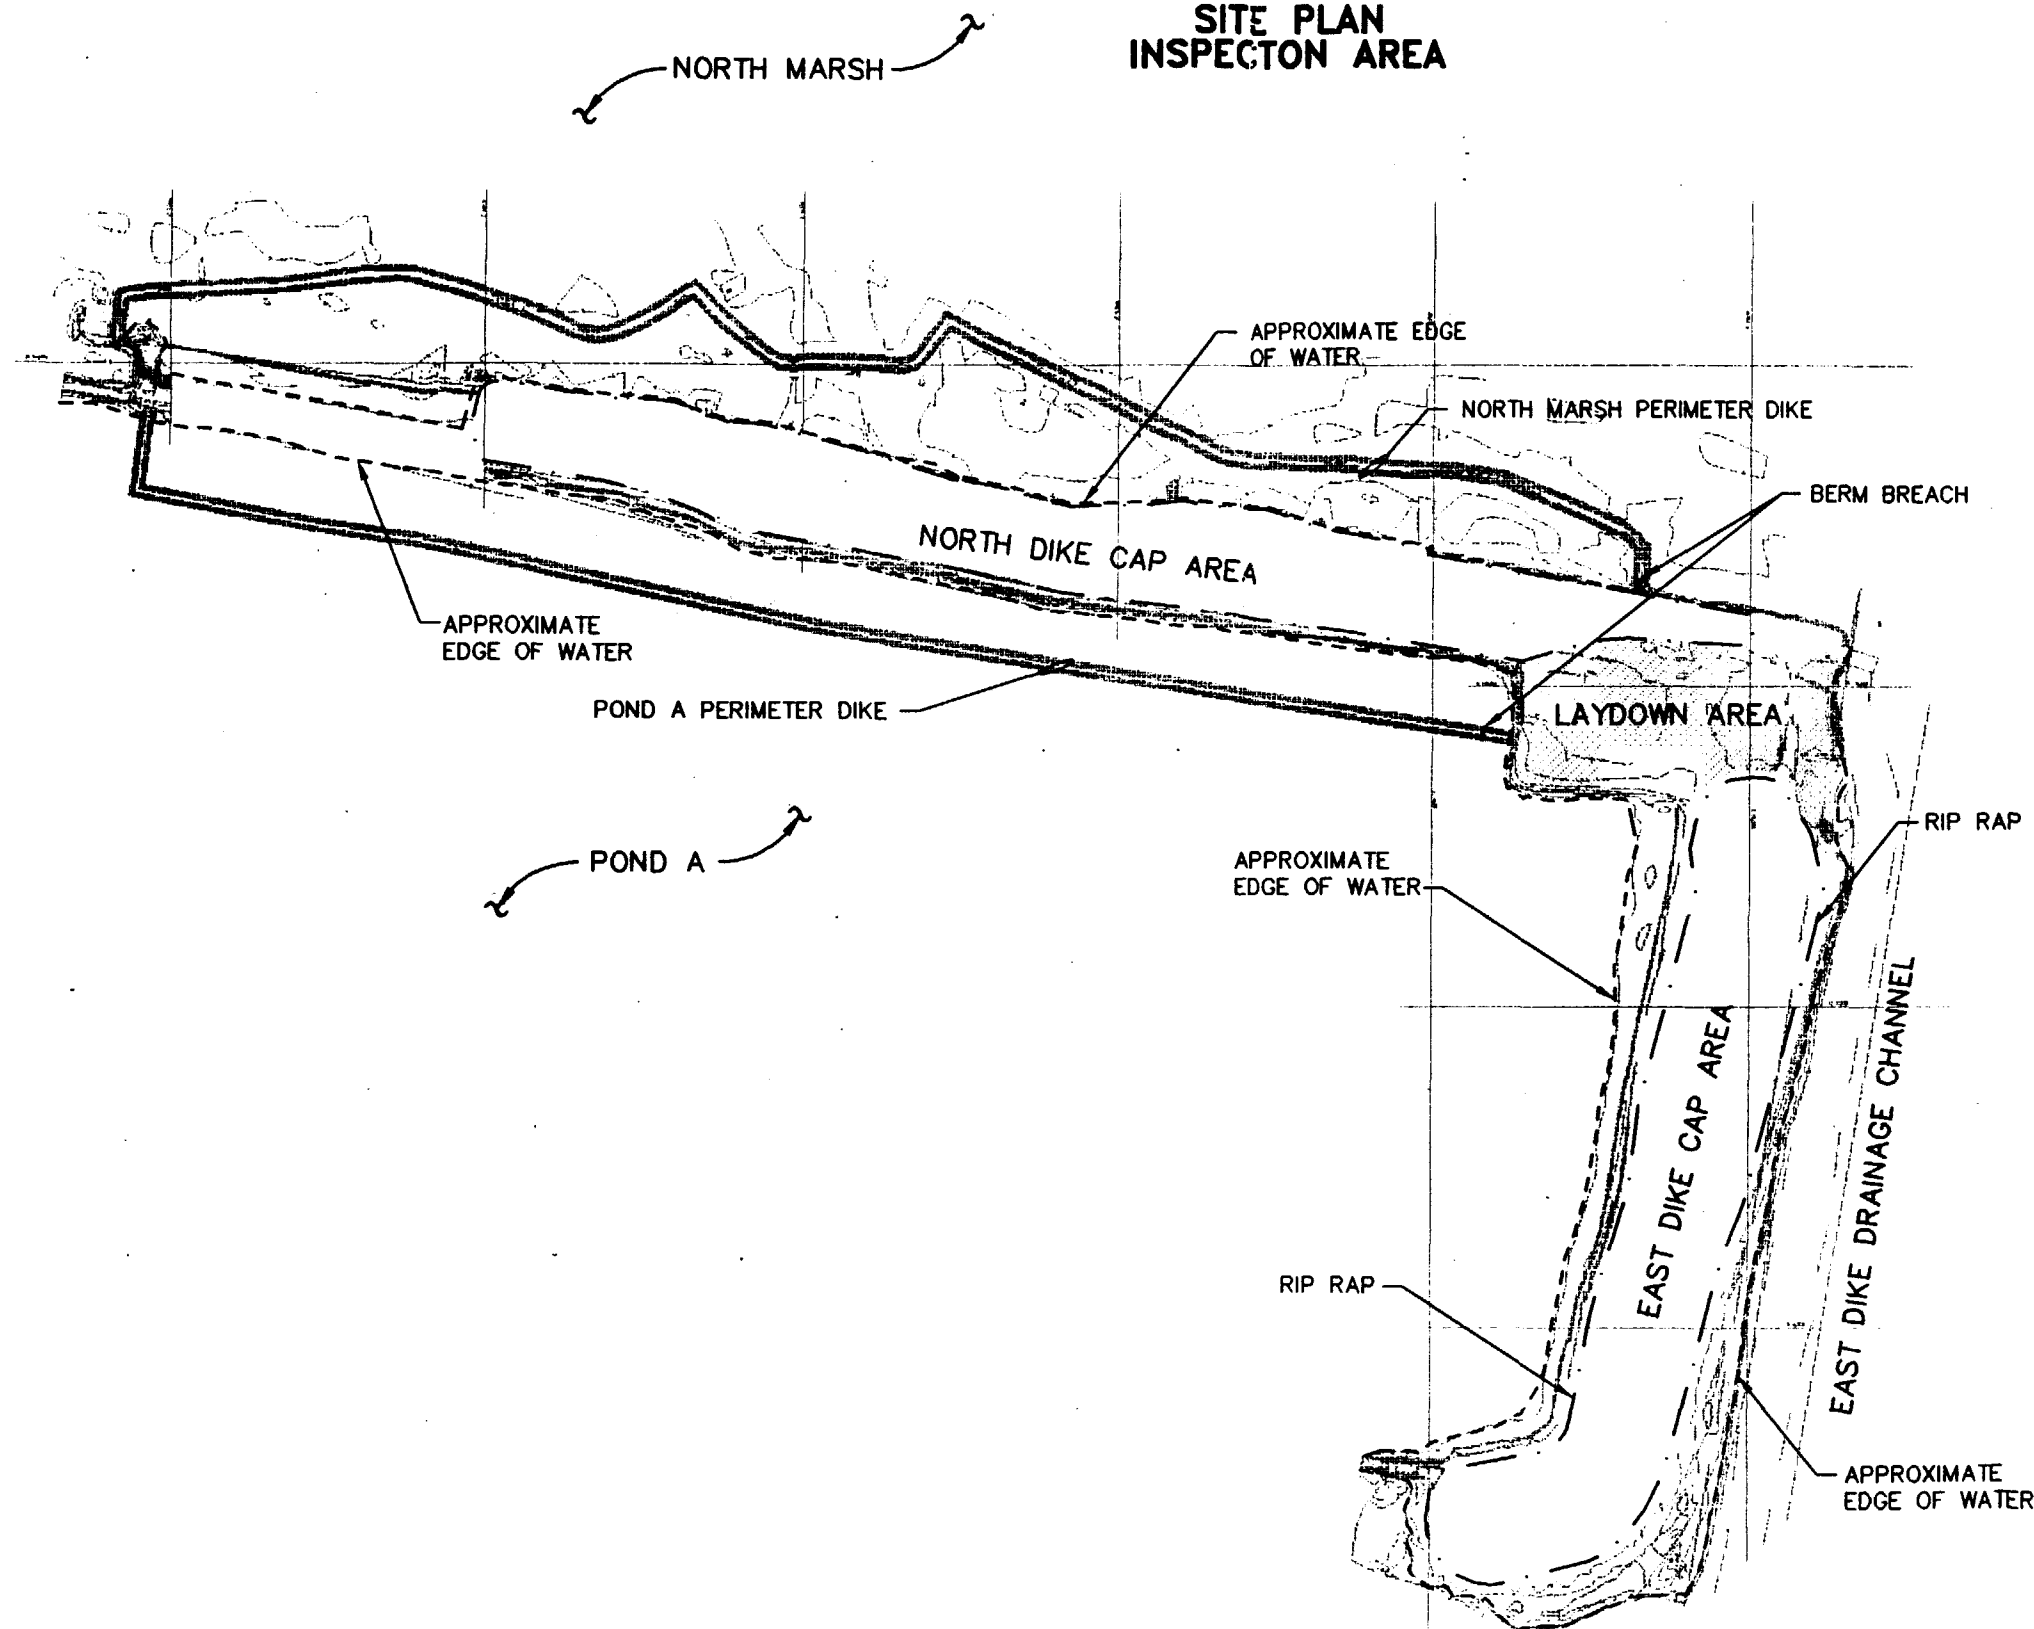 SITE PLAN
INSPECTON AREA
NORTH MARSH
APPROXIMATE EDGE
OF WATER
NORTH MARSH PERIMETER DIKE
BERM BREACH
NORTH DIKE CAP AREA
APPROXIMATE
EDGE OF WATER
POND A PERIMETER DIKE
LAYDOWN AREA
POND A
RIP RAP
APPROXIMATE
EDGE OF WATER
EAST DIKE CAP AREA
EAST DIKE DRAINAGE CHANNEL
RIP RAP
APPROXIMATE
EDGE OF WATER